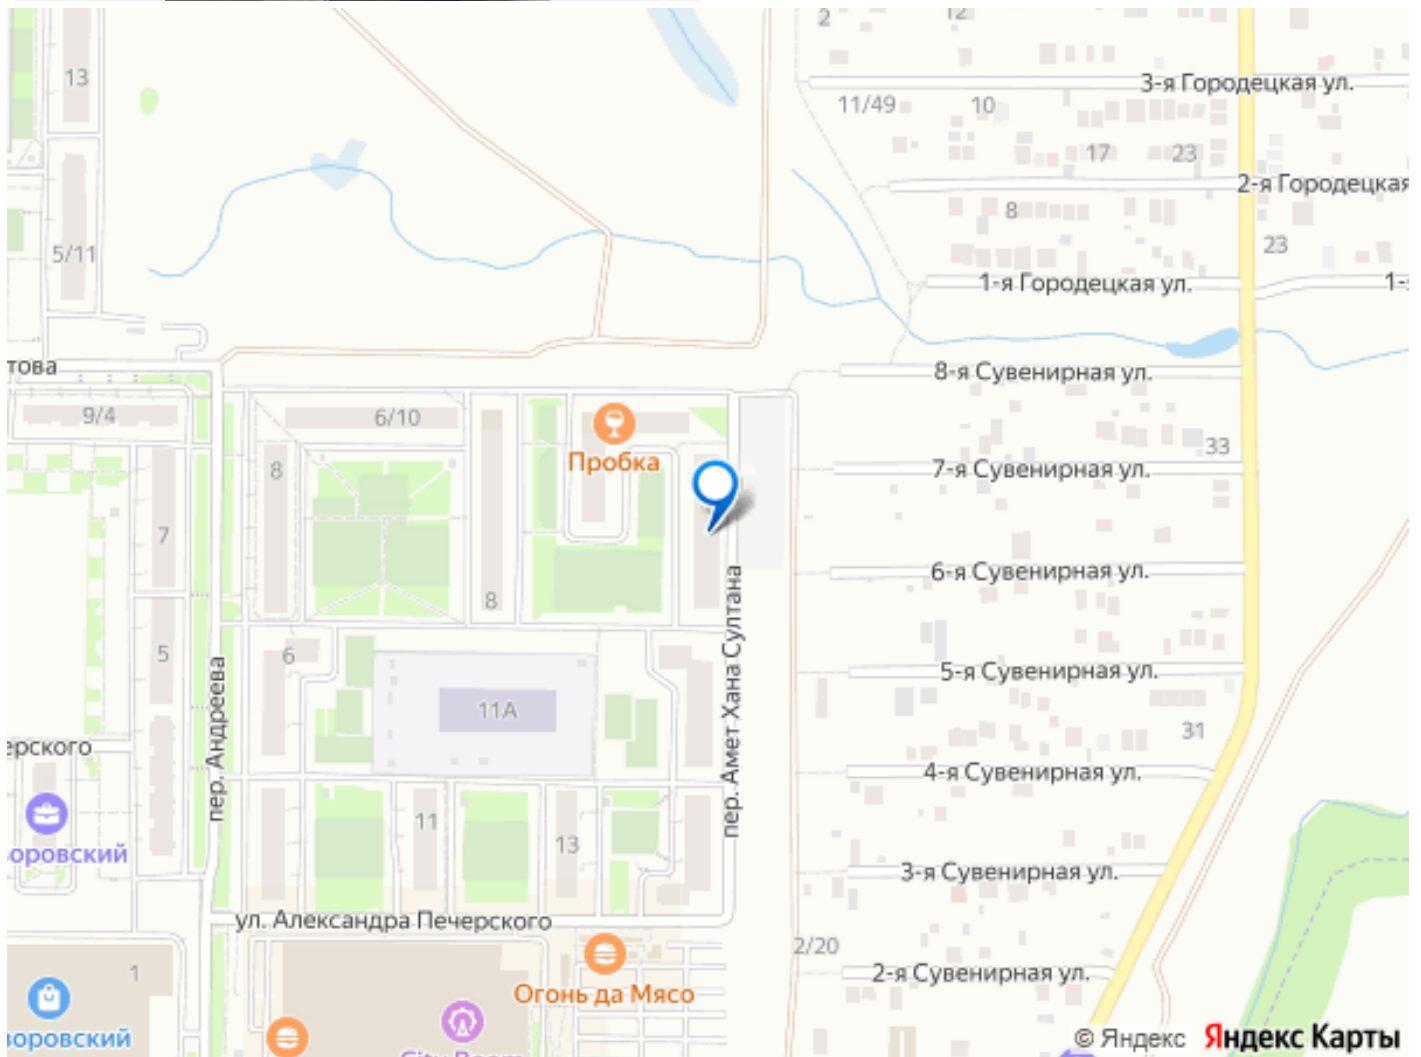 2
12
13
3-я Городецкая ул.
11/49
10
17
23
2-я Городецкая
8
5/11
23
1-я Городецкая ул.
това
8-я Сувенирная ул.
9/4
6/10
Пробка
33
8
7-я Сувенирная ул.
7
6-я Сувенирная ул.
8
пер. Амет Хана Султана
5
6
пер. Андреева
5-я Сувенирная ул.
11А
31
ерского
4-я Сувенирная ул.
11
13
воровский
3-я Сувенирная ул.
ул. Александра Печерского
2/20
1
2-я Сувенирная ул.
Огонь да Мясо
воровский
© Яндекс Яндекс Карты